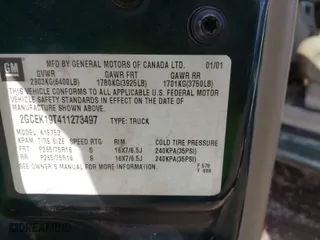 GM
MFD BY GENERAL MOTORS OF CANADA LTD. 01/01
GVWR GAWR FRT GAWR RR
2903KG(6400LB) 1780KG(3925LB) 1701KG(3750LB)
THIS VEHICLE CONFORMS TO ALL APPLICABLE U.S. FEDERAL MOTOR
VEHICLE SAFETY STANDARDS IN EFFECT ON THE DATE OF
MANUFACTURE SHOWN ABOVE.
2GCEK19T411273497 TYPE: TRUCK
MODEL: K15753
KPAM TIRE SIZE SPEED RTG RIM COLD TIRE PRESSURE
FRT P265/75R16 S 16X7/6.5J 240KPA(35PSI)
RR P265/75R16 S 16X7/6.5J 240KPA(35PSI)
SEE OWNER'S MANUAL FOR MORE INFORMATION.